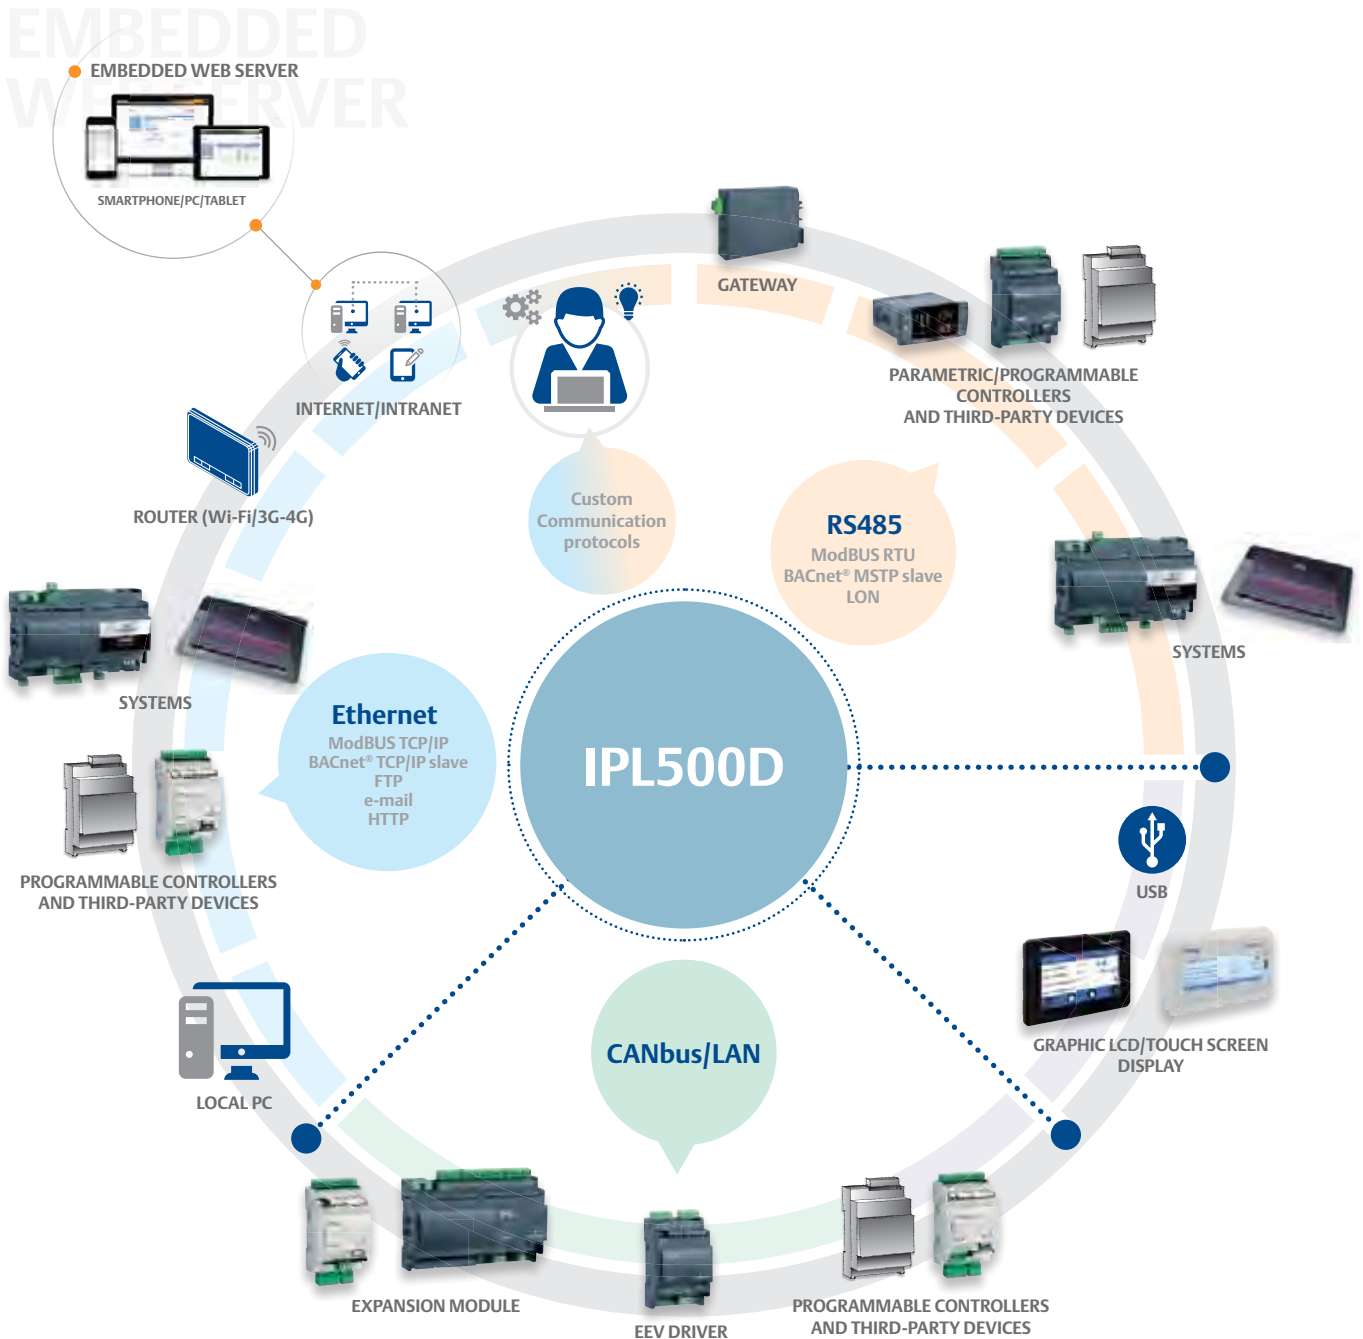 EMBEDDED
WEB SERVER
EMBEDDED WEB SERVER
SMARTPHONE/PC/TABLET
GATEWAY
INTERNET/INTRANET
PARAMETRIC/PROGRAMMABLE
CONTROLLERS
AND THIRD-PARTY DEVICES
ROUTER (Wi-Fi/3G-4G)
Custom
Communication
protocols
RS485
ModBUS RTU
BACnet® MSTP slave
LON
SYSTEMS
SYSTEMS
Ethernet
ModBUS TCP/IP
BACnet® TCP/IP slave
FTP
e-mail
HTTP
IPL500D
PROGRAMMABLE CONTROLLERS
AND THIRD-PARTY DEVICES
USB
LOCAL PC
CANbus/LAN
GRAPHIC LCD/TOUCH SCREEN
DISPLAY
EXPANSION MODULE
EEV DRIVER
PROGRAMMABLE CONTROLLERS
AND THIRD-PARTY DEVICES